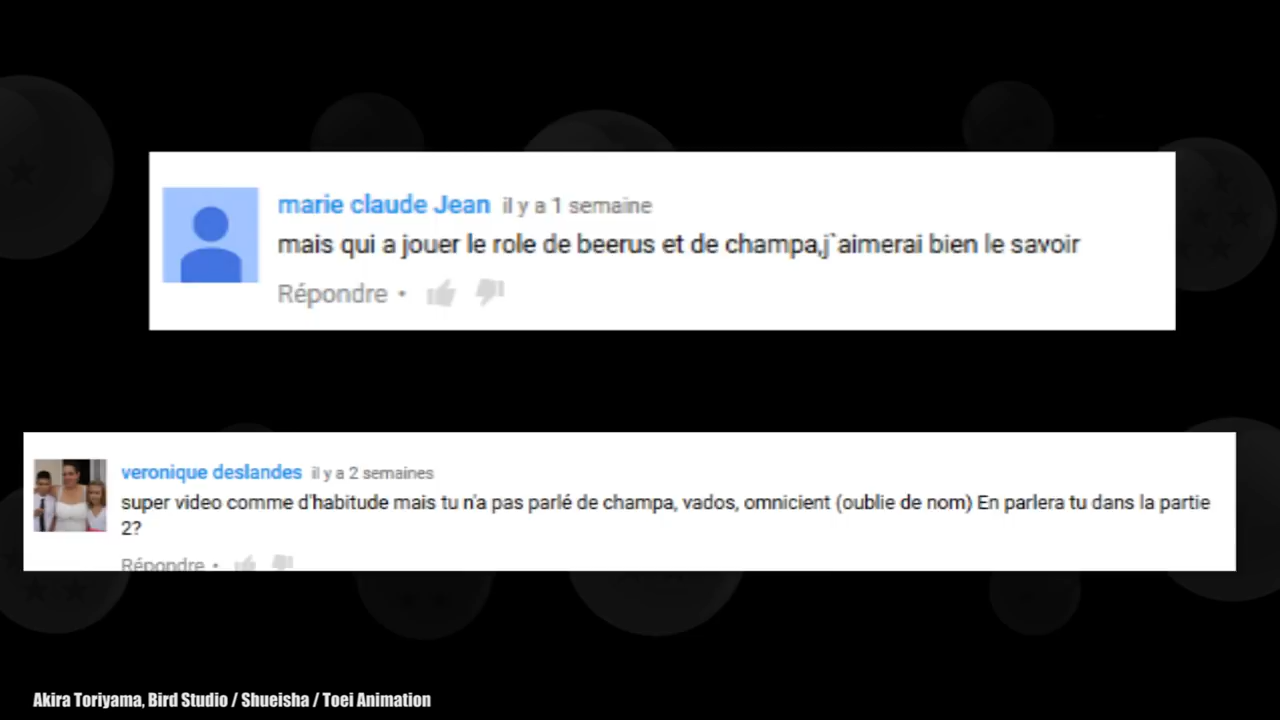 marie claude Jean il y a 1 semaine
mais qui a jouer le role de beerus et de champa,j`aimerai bien le savoir
Répondre •
veronique deslandes il y a 2 semaines
super video comme d'habitude mais tu n'a pas parlé de champa, vados, omnicient (oublie de nom) En parlera tu dans la partie
2?
Répondre •
Akira Toriyama, Bird Studio / Shueisha / Toei Animation